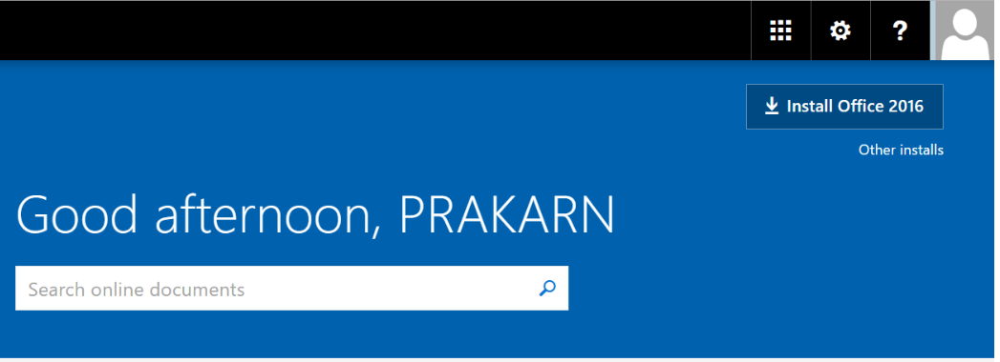 ?
Install Office 2016
Other installs
Good afternoon, PRAKARN
Search online documents